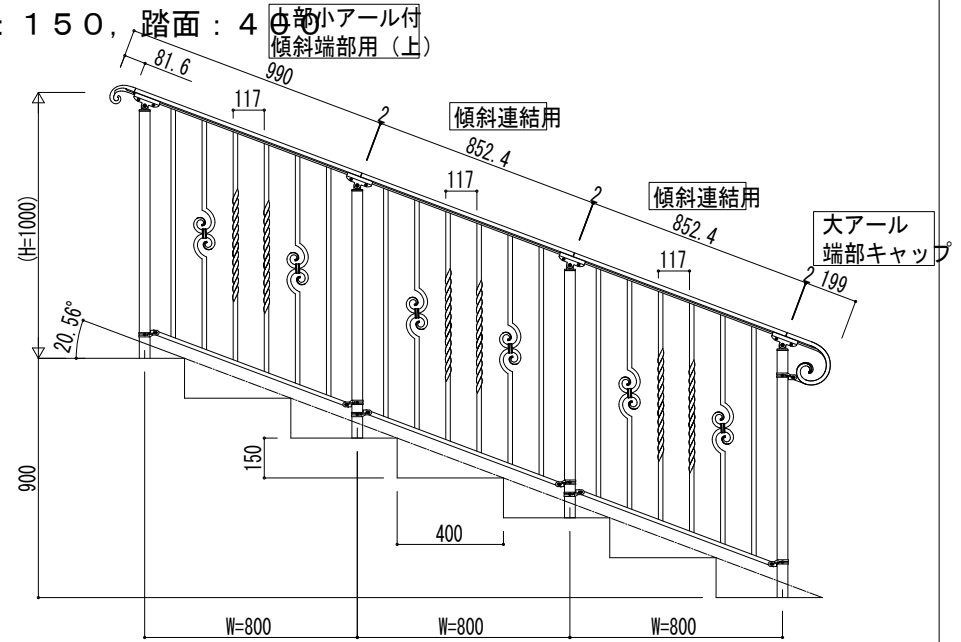 : 150, 踏面: 400
上部小アール付
傾斜端部用（上）
81.6
990
117
2
傾斜連結用
852.4
117
2
傾斜連結用
852.4
117
大アール
端部キャップ
2
199
(H=1000)
20.56°
900
150
400
W=800
W=800
W=800